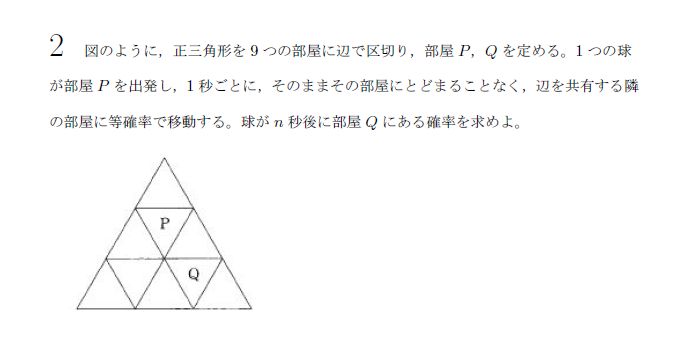 2 図のように，正三角形を 9 つの部屋に辺で区切り，部屋 P，Q を定める。1 つの球
が部屋 P を出発し，1 秒ごとに，そのままその部屋にとどまることなく，辺を共有する隣
の部屋に等確率で移動する。球が n 秒後に部屋 Q にある確率を求めよ。
P
Q